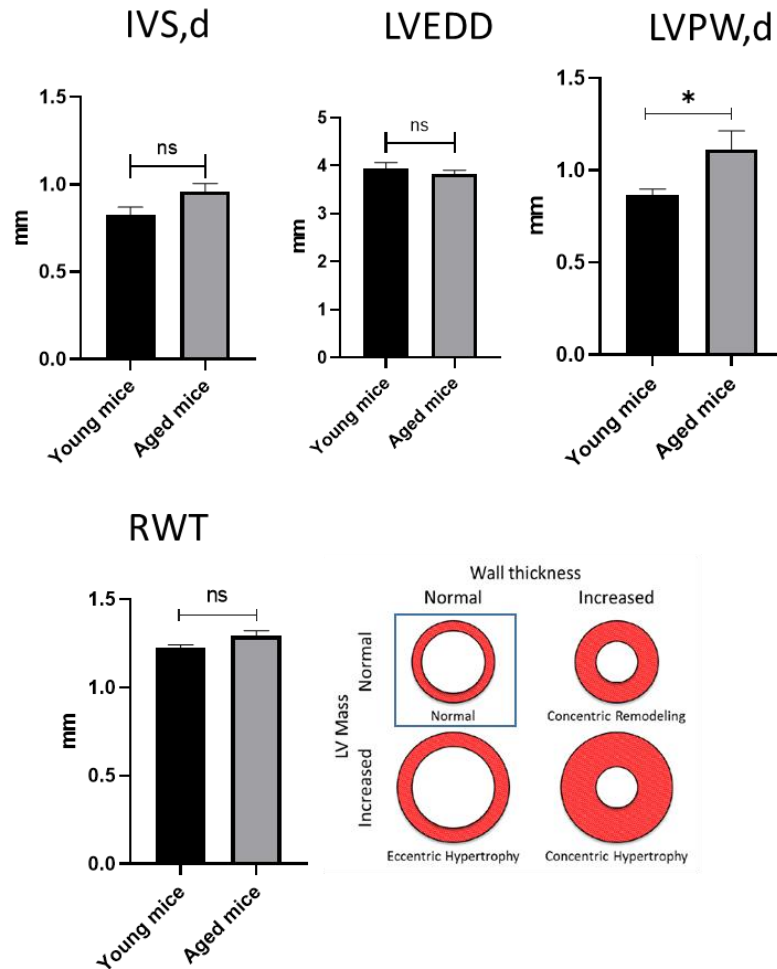 IVS,d
LVEDD
LVPW,d
1.5
1.0
0.5
0.0
mm
ns
Young mice
Aged mice
5
4
3
2
1
0
mm
ns
Young mice
Aged mice
1.5
1.0
0.5
0.0
mm
*
Young mice
Aged mice
RWT
1.5
1.0
0.5
0.0
mm
ns
Young mice
Aged mice
Wall thickness
Normal
Increased
LV Mass
Normal
Increased
Normal
Concentric Remodeling
Eccentric Hypertrophy
Concentric Hypertrophy